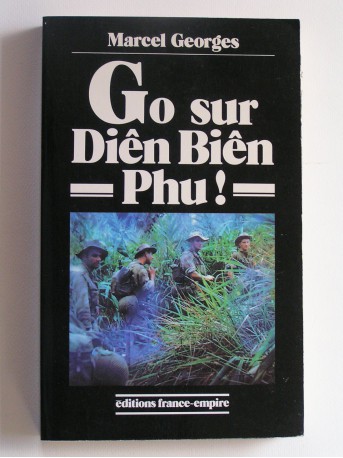 Marcel Georges
Go sur
Diên Biên
Phu !
éditions france-empire